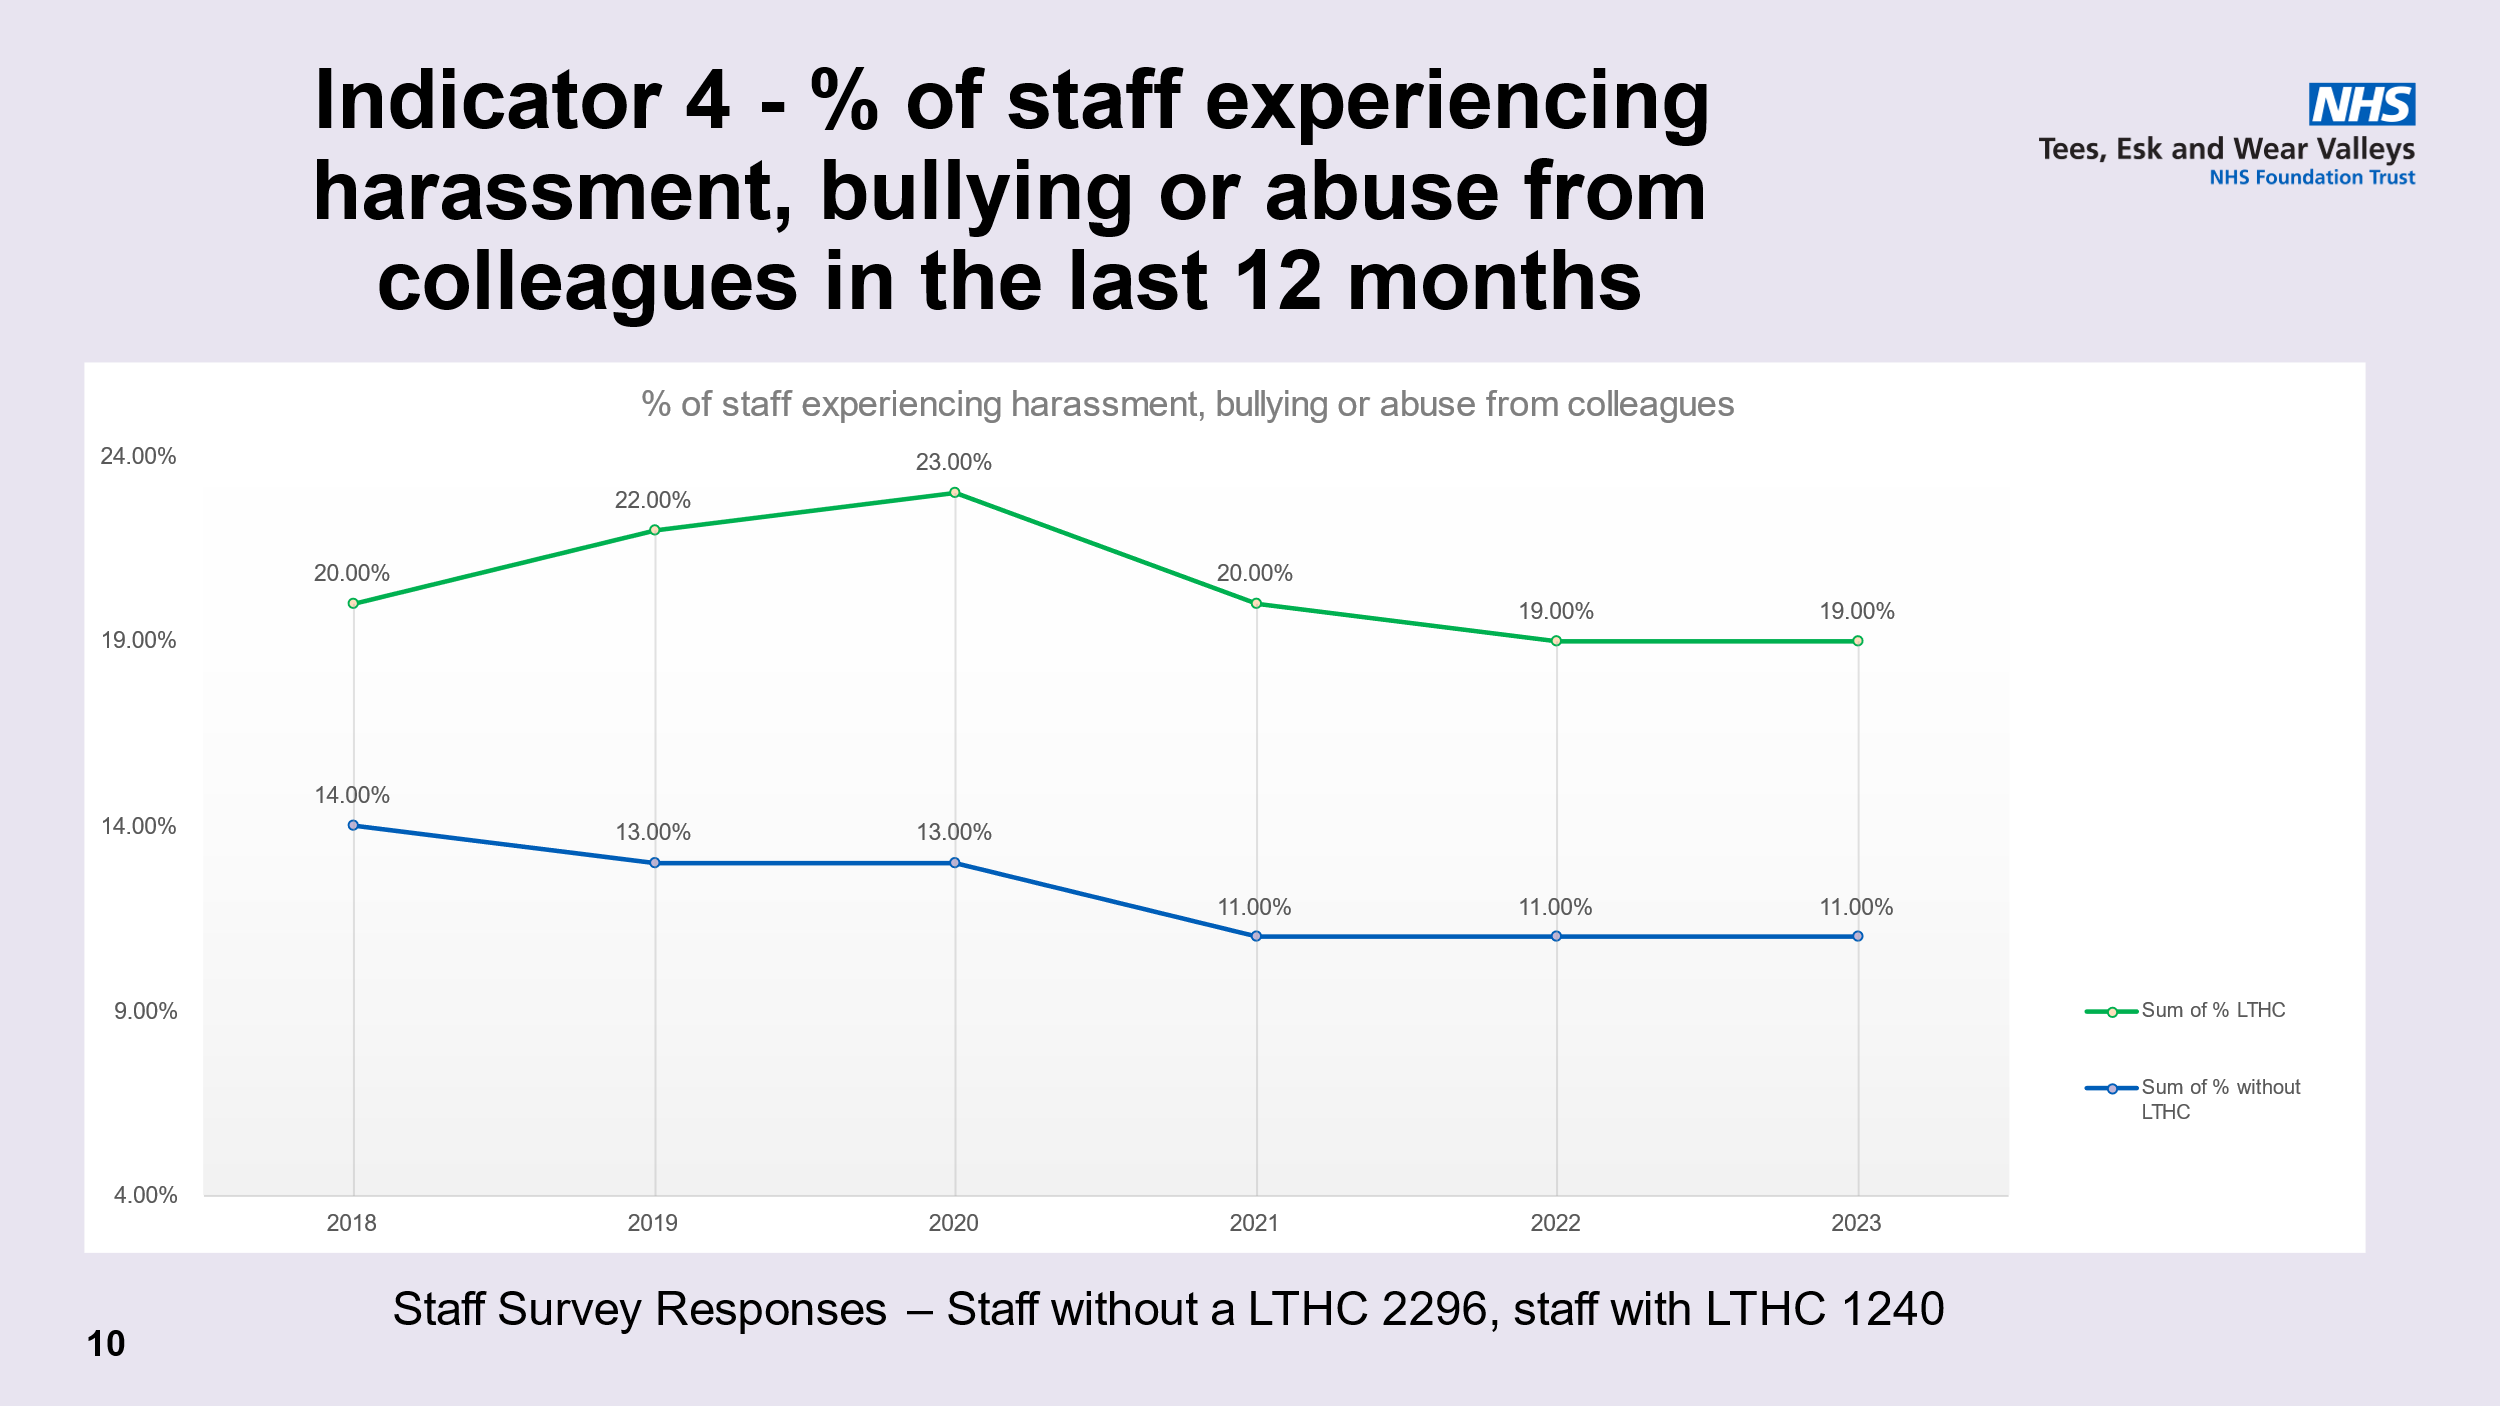 Indicator 4 - % of staff experiencing
harassment, bullying or abuse from
colleagues in the last 12 months
NHS
Tees, Esk and Wear Valleys
NHS Foundation Trust
% of staff experiencing harassment, bullying or abuse from colleagues
24.00%
19.00%
14.00%
9.00%
4.00%
20.00%
22.00%
23.00%
20.00%
19.00%
19.00%
14.00%
13.00%
13.00%
11.00%
11.00%
11.00%
2018
2019
2020
2021
2022
2023
Sum of % LTHC
Sum of % without
LTHC
Staff Survey Responses – Staff without a LTHC 2296, staff with LTHC 1240
10